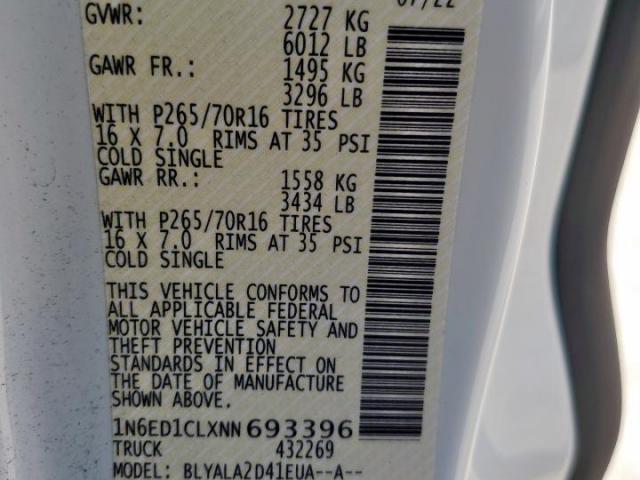 07/22
GVWR: 2727 KG
6012 LB
GAWR FR.: 1495 KG
3296 LB
WITH P265/70R16 TIRES
16 X 7.0 RIMS AT 35 PSI
COLD SINGLE
GAWR RR.: 1558 KG
3434 LB
WITH P265/70R16 TIRES
16 X 7.0 RIMS AT 35 PSI
COLD SINGLE
THIS VEHICLE CONFORMS TO
ALL APPLICABLE FEDERAL
MOTOR VEHICLE SAFETY AND
THEFT PREVENTION
STANDARDS IN EFFECT ON
THE DATE OF MANUFACTURE
SHOWN ABOVE.
1N6ED1CLXNN693396
TRUCK 432269
MODEL: BLYALA2D41EUA--A--